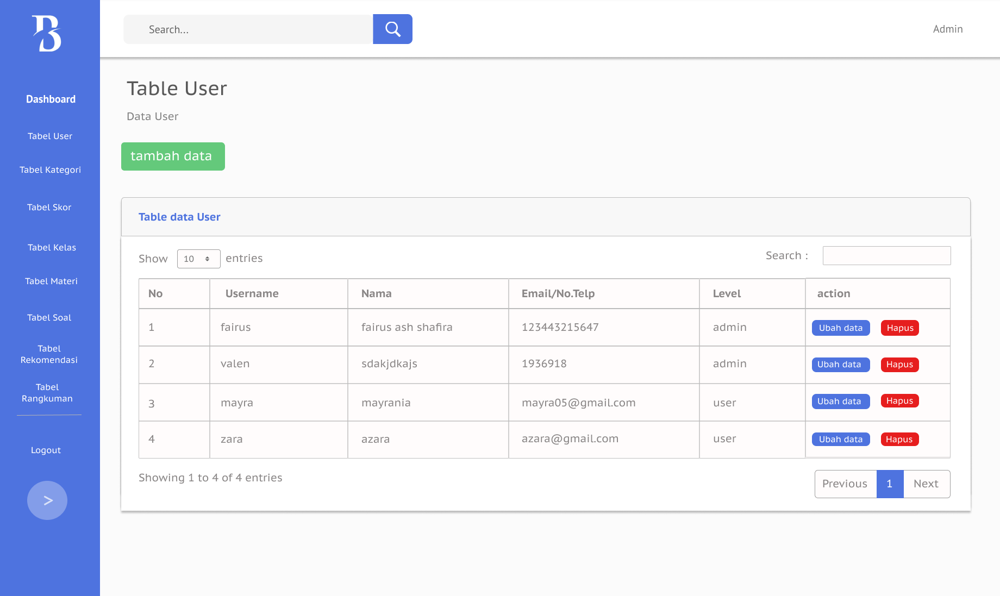 B
Search...
Admin
Dashboard
Tabel User
Tabel Kategori
Tabel Skor
Tabel Kelas
Tabel Materi
Tabel Soal
Tabel
Rekomendasi
Tabel
Rangkuman
Logout
>
Table User
Data User
tambah data
Table data User
Show 10 entries
Search :
No Username Nama Email/No.Telp Level action
1 fairus fairus ash shafira 123443215647 admin Ubah data Hapus
2 valen sdakjdkajs 1936918 admin Ubah data Hapus
3 mayra mayrania mayra05@gmail.com user Ubah data Hapus
4 zara azara azara@gmail.com user Ubah data Hapus
Showing 1 to 4 of 4 entries
Previous 1 Next